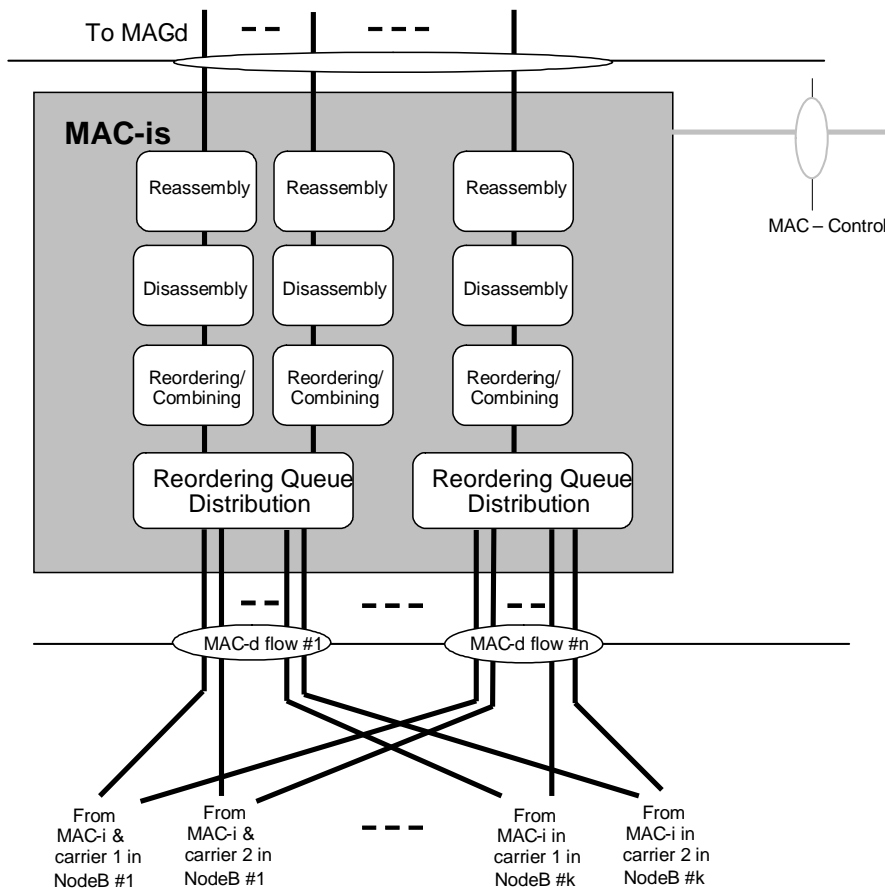 To MAGd
MAC-is
Reassembly
Reassembly
Reassembly
MAC – Control
Disassembly
Disassembly
Disassembly
Reordering/
Combining
Reordering/
Combining
Reordering/
Combining
Reordering Queue
Distribution
Reordering Queue
Distribution
MAC-d flow #1
MAC-d flow #n
From
MAC-i &
carrier 1 in
NodeB #1
From
MAC-i &
carrier 2 in
NodeB #1
From
MAC-i in
carrier 1 in
NodeB #k
From
MAC-i in
carrier 2 in
NodeB #k